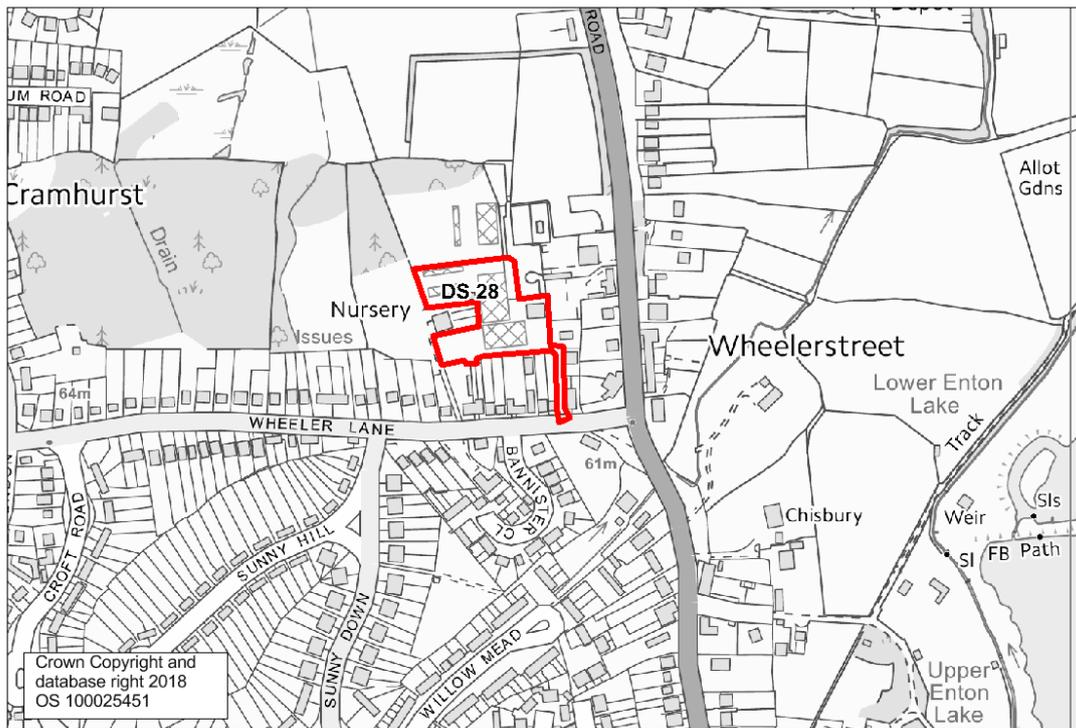 ROAD
UM ROAD
Cramhurst
Drain
Allot
Gdns
DS-28
Nursery
Issues
Wheelerstreet
64m
Lower Enton
Lake
WHEELER LANE
Track
61m
BANNISTER
CL
SIs
Chisbury
Weir
CROFT ROAD
SUNNY HILL
SI
FB
Path
SUNNY DOWN
WILLOW MEAD
Crown Copyright and
database right 2018
OS 100025451
Upper
Enton
Lake